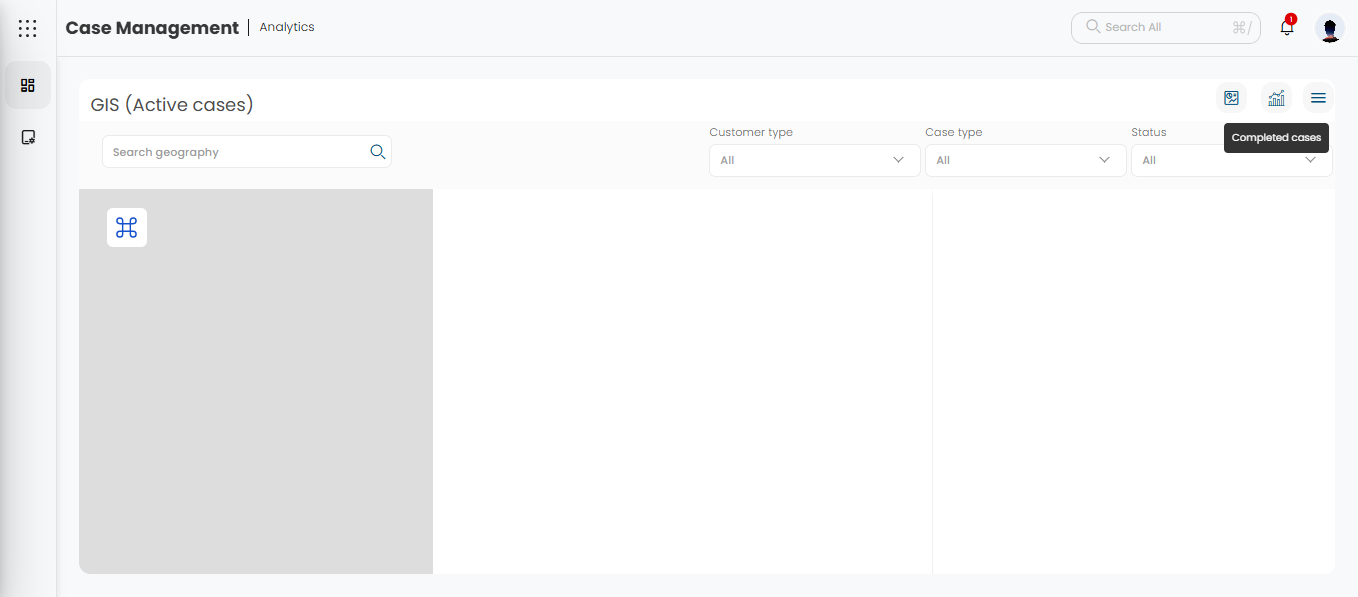 Case Management | Analytics
Search All ⌘/
1
GIS (Active cases)
Completed cases
Search geography
Customer type
All
Case type
All
Status
All